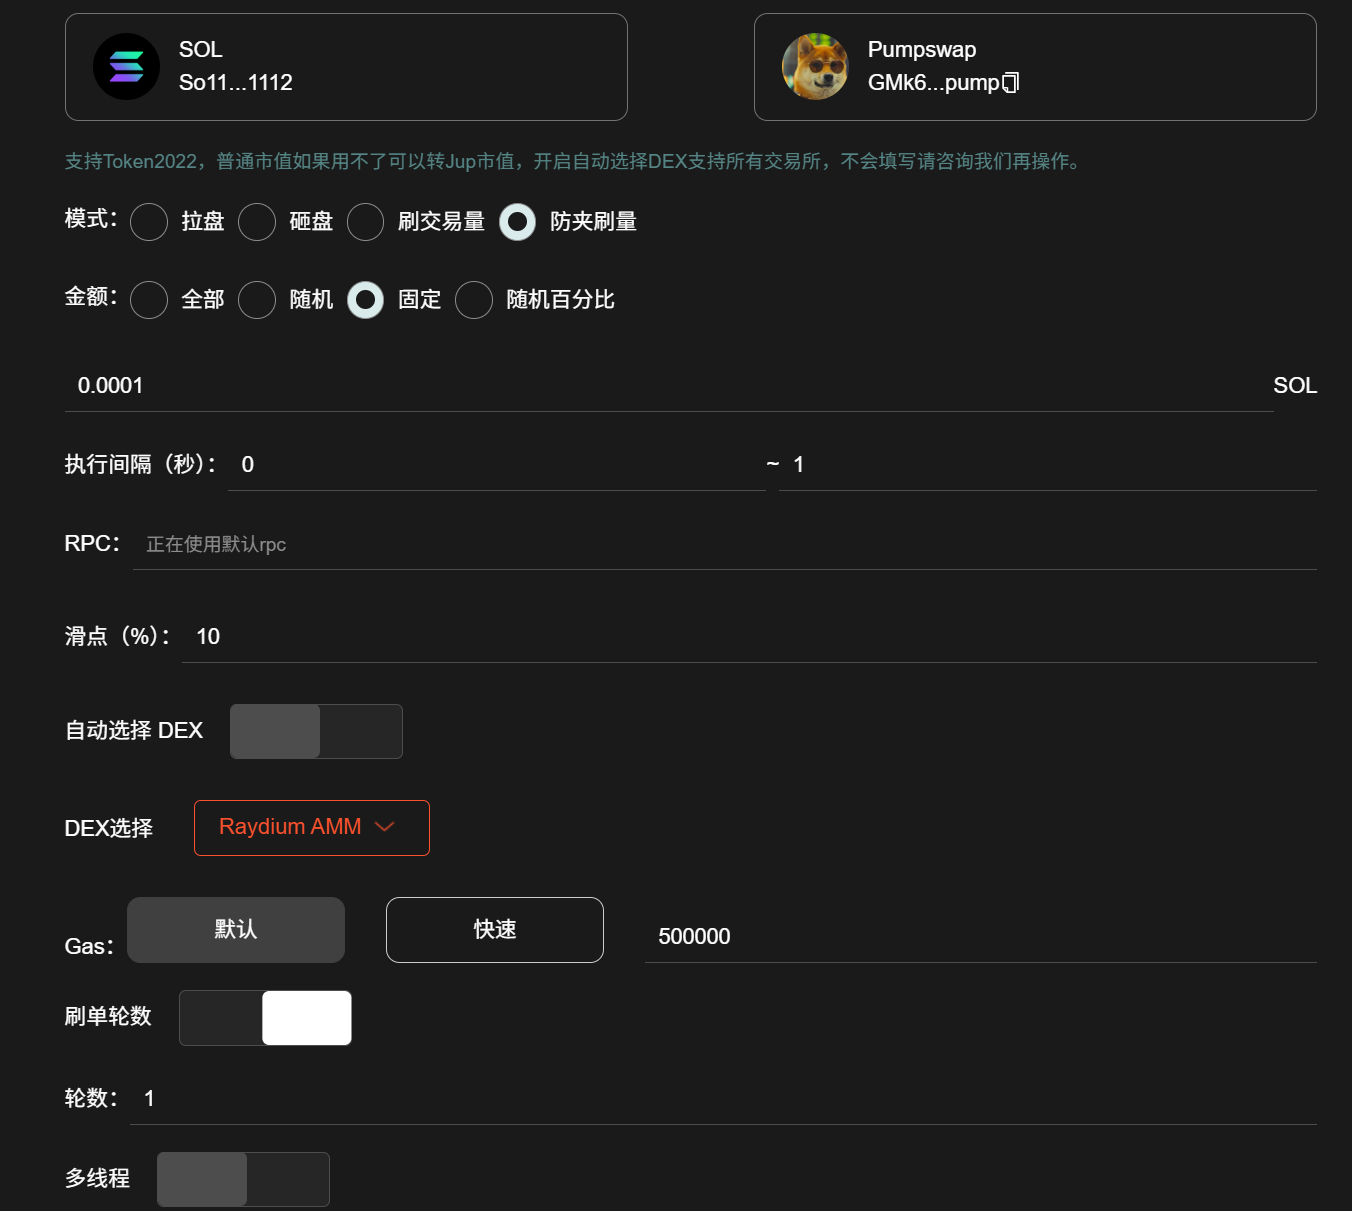 SOL
So11...1112
Pumpswap
GMk6...pump
支持Token2022，普通市值如果用不了可以转Jup市值，开启自动选择DEX支持所有交易所，不会填写请咨询我们再操作。
模式： 拉盘 砸盘 刷交易量 防夹刷量
金额： 全部 随机 固定 随机百分比
0.0001 SOL
执行间隔（秒）： 0 ~ 1
RPC： 正在使用默认rpc
滑点（%）： 10
自动选择 DEX
DEX选择 Raydium AMM
Gas： 默认 快速 500000
刷单轮数
轮数： 1
多线程